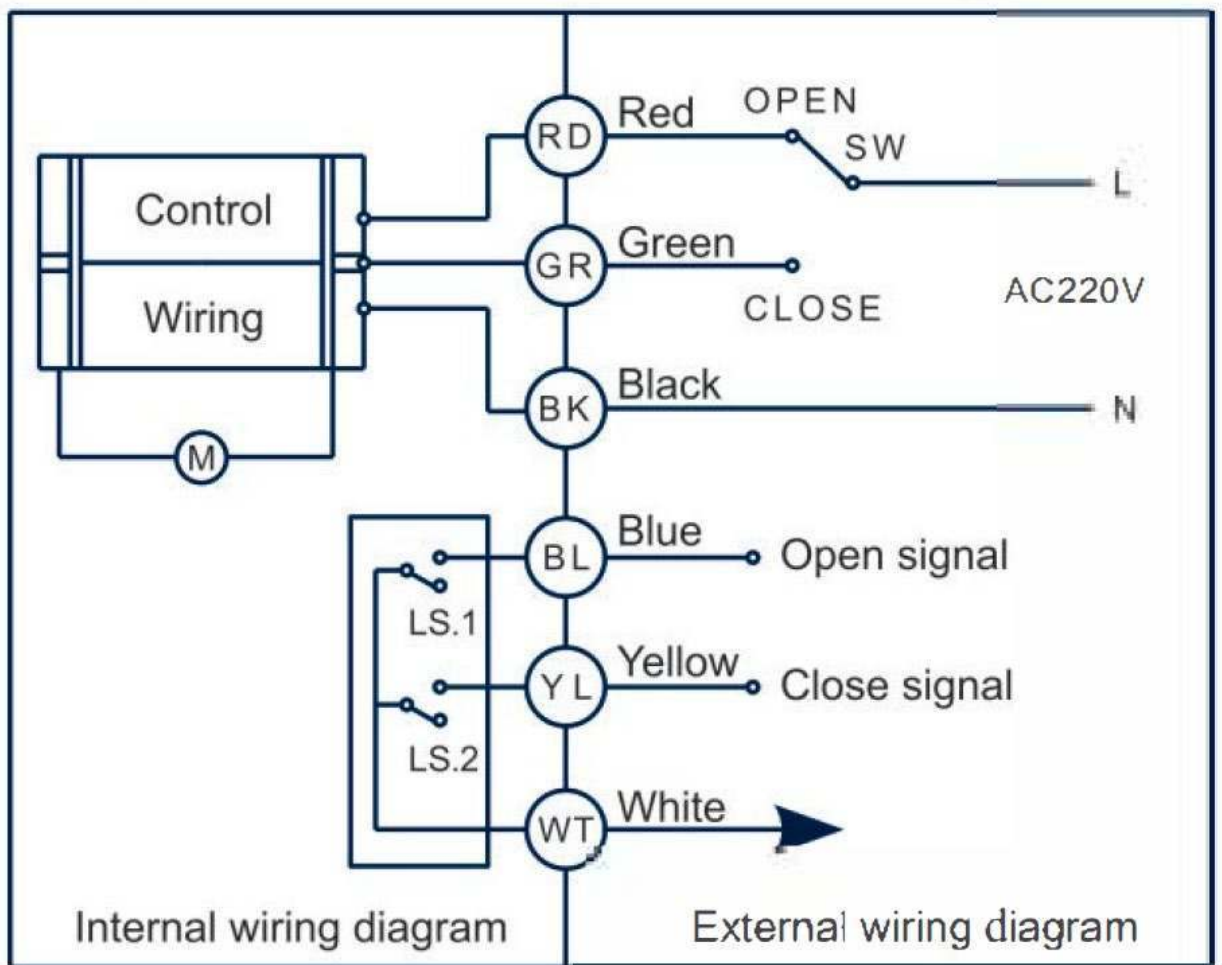 OPEN
RD Red
SW
Control
L
GR Green
AC220V
Wiring
CLOSE
BK Black
N
M
BL Blue
Open signal
LS.1
YL Yellow
Close signal
LS.2
WT White
Internal wiring diagram
External wiring diagram